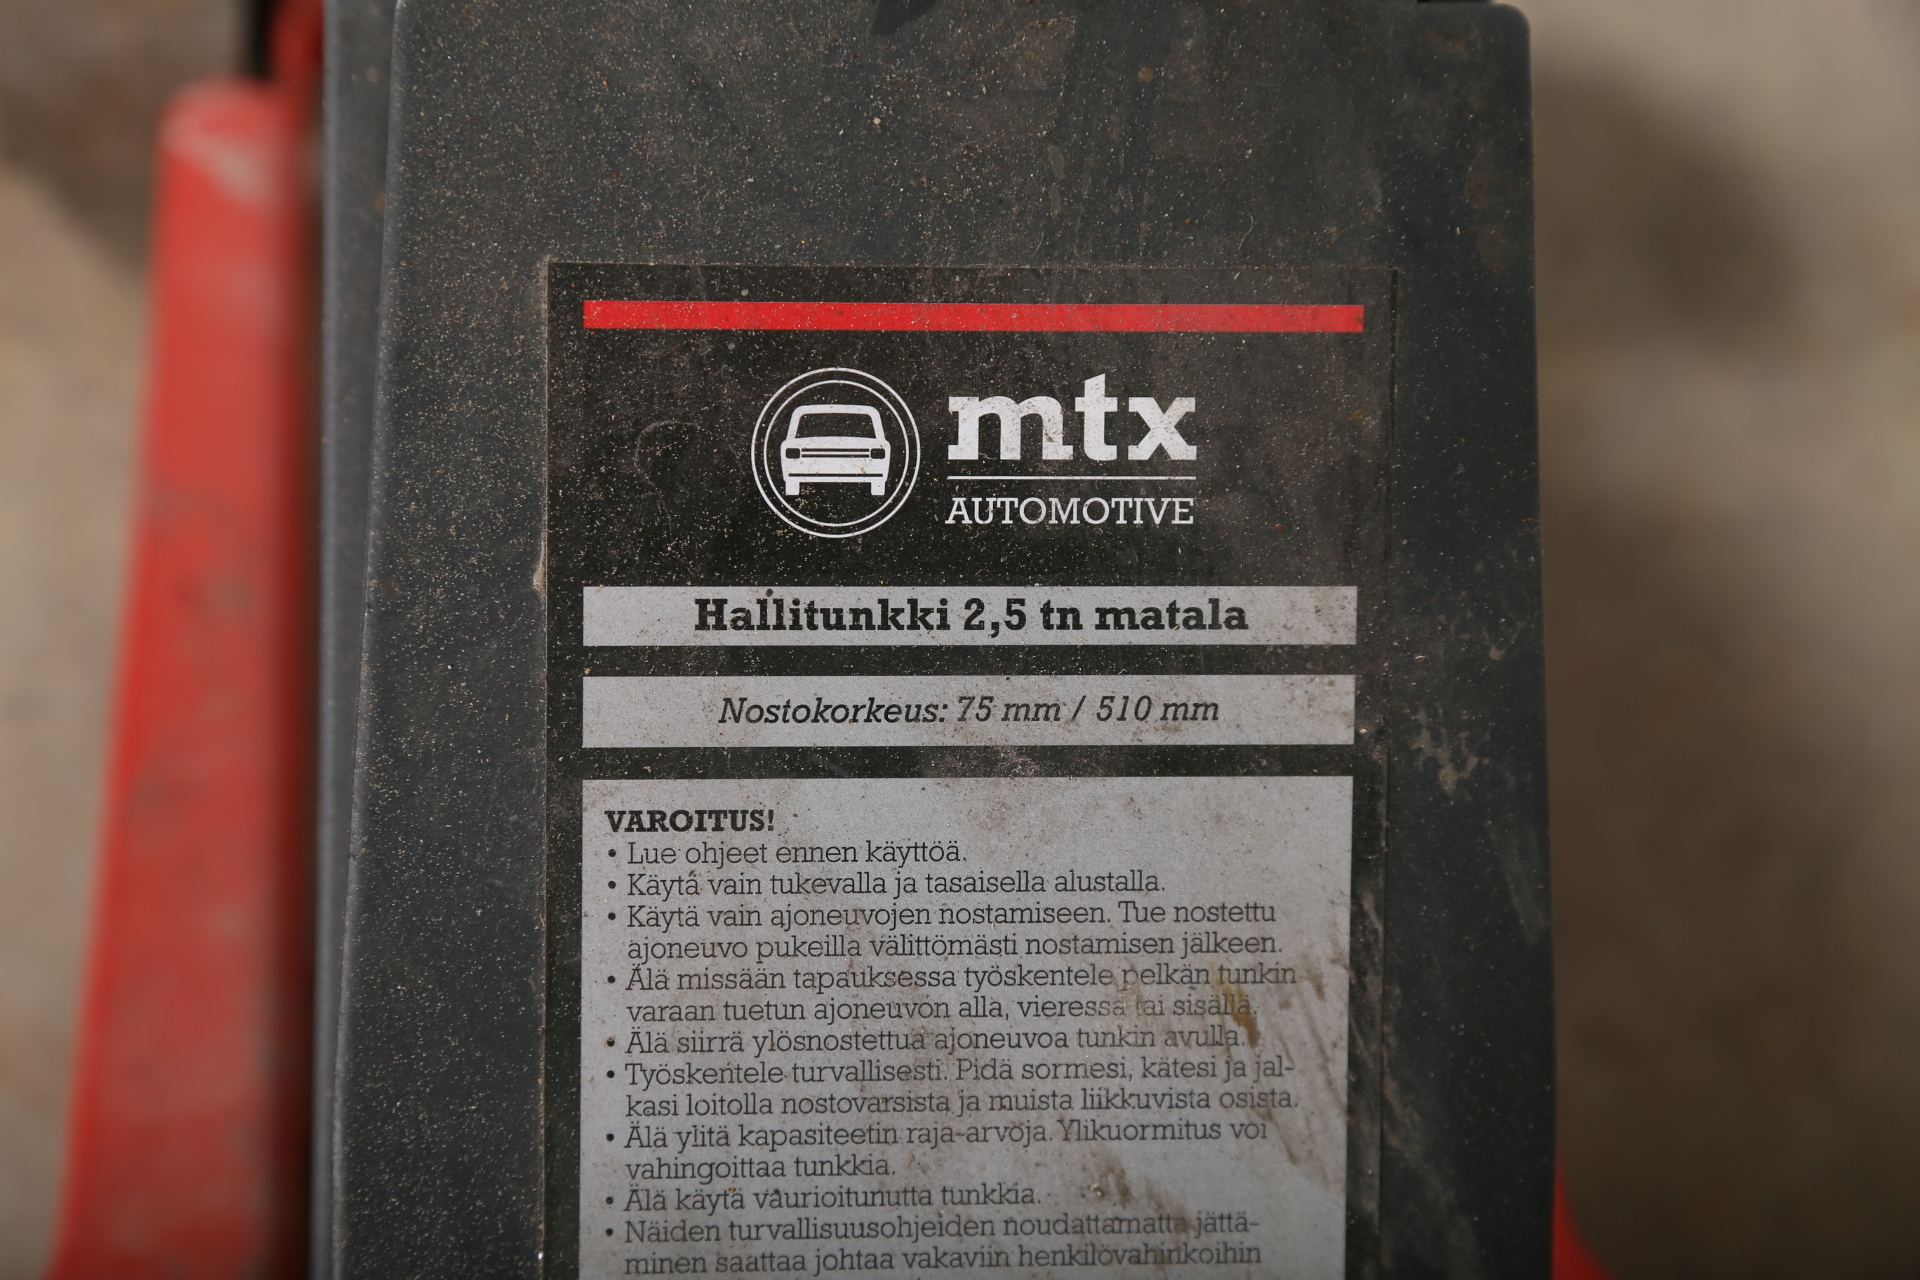 mtx
AUTOMOTIVE
Hallitunkki 2,5 tn matala
Nostokorkeus: 75 mm / 510 mm
VAROITUS!
• Lue ohjeet ennen käyttöä.
• Käytä vain tukevalla ja tasaisella alustalla.
• Käytä vain ajoneuvojen nostamiseen. Tue nostettu
ajoneuvo pukeilla välittömästi nostamisen jälkeen.
• Älä missään tapauksessa työskentele pelkän tunkin
varaan tuetun ajoneuvon alla, vieressä tai sisällä.
• Älä siirrä ylösnostettua ajoneuvoa tunkin avulla.
• Työskentele turvallisesti. Pidä sormesi, kätesi ja jal-
kasi loitolla nostovarsista ja muista liikkuvista osista.
• Älä ylitä kapasiteetin raja-arvoja. Ylikuormitus voi
vahingoittaa tunkkia.
• Älä käytä vaurioitunutta tunkkia.
• Näiden turvallisuusohjeiden noudattamatta jättä-
minen saattaa johtaa vakaviin henkilövahinkoihin